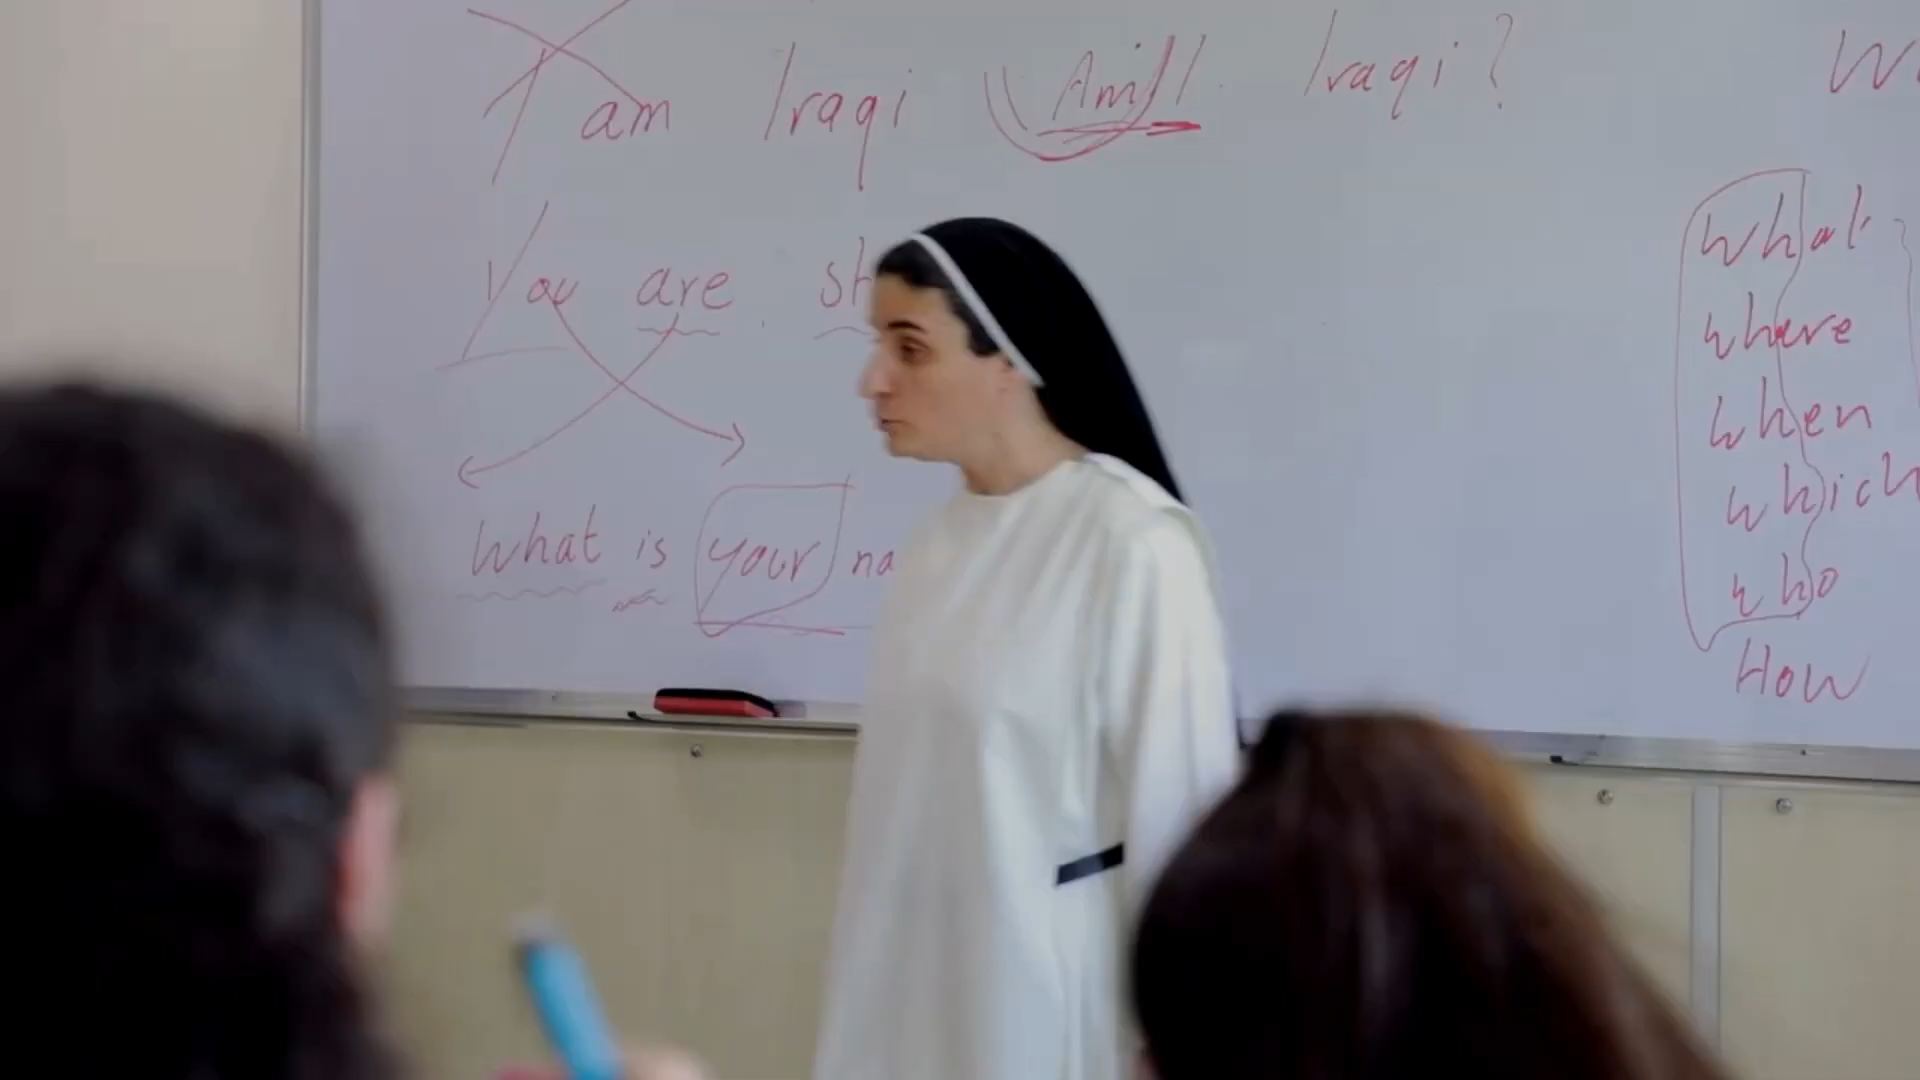 I am Iraqi Am I Iraqi?
You are
What is your
What
where
when
which
who
How